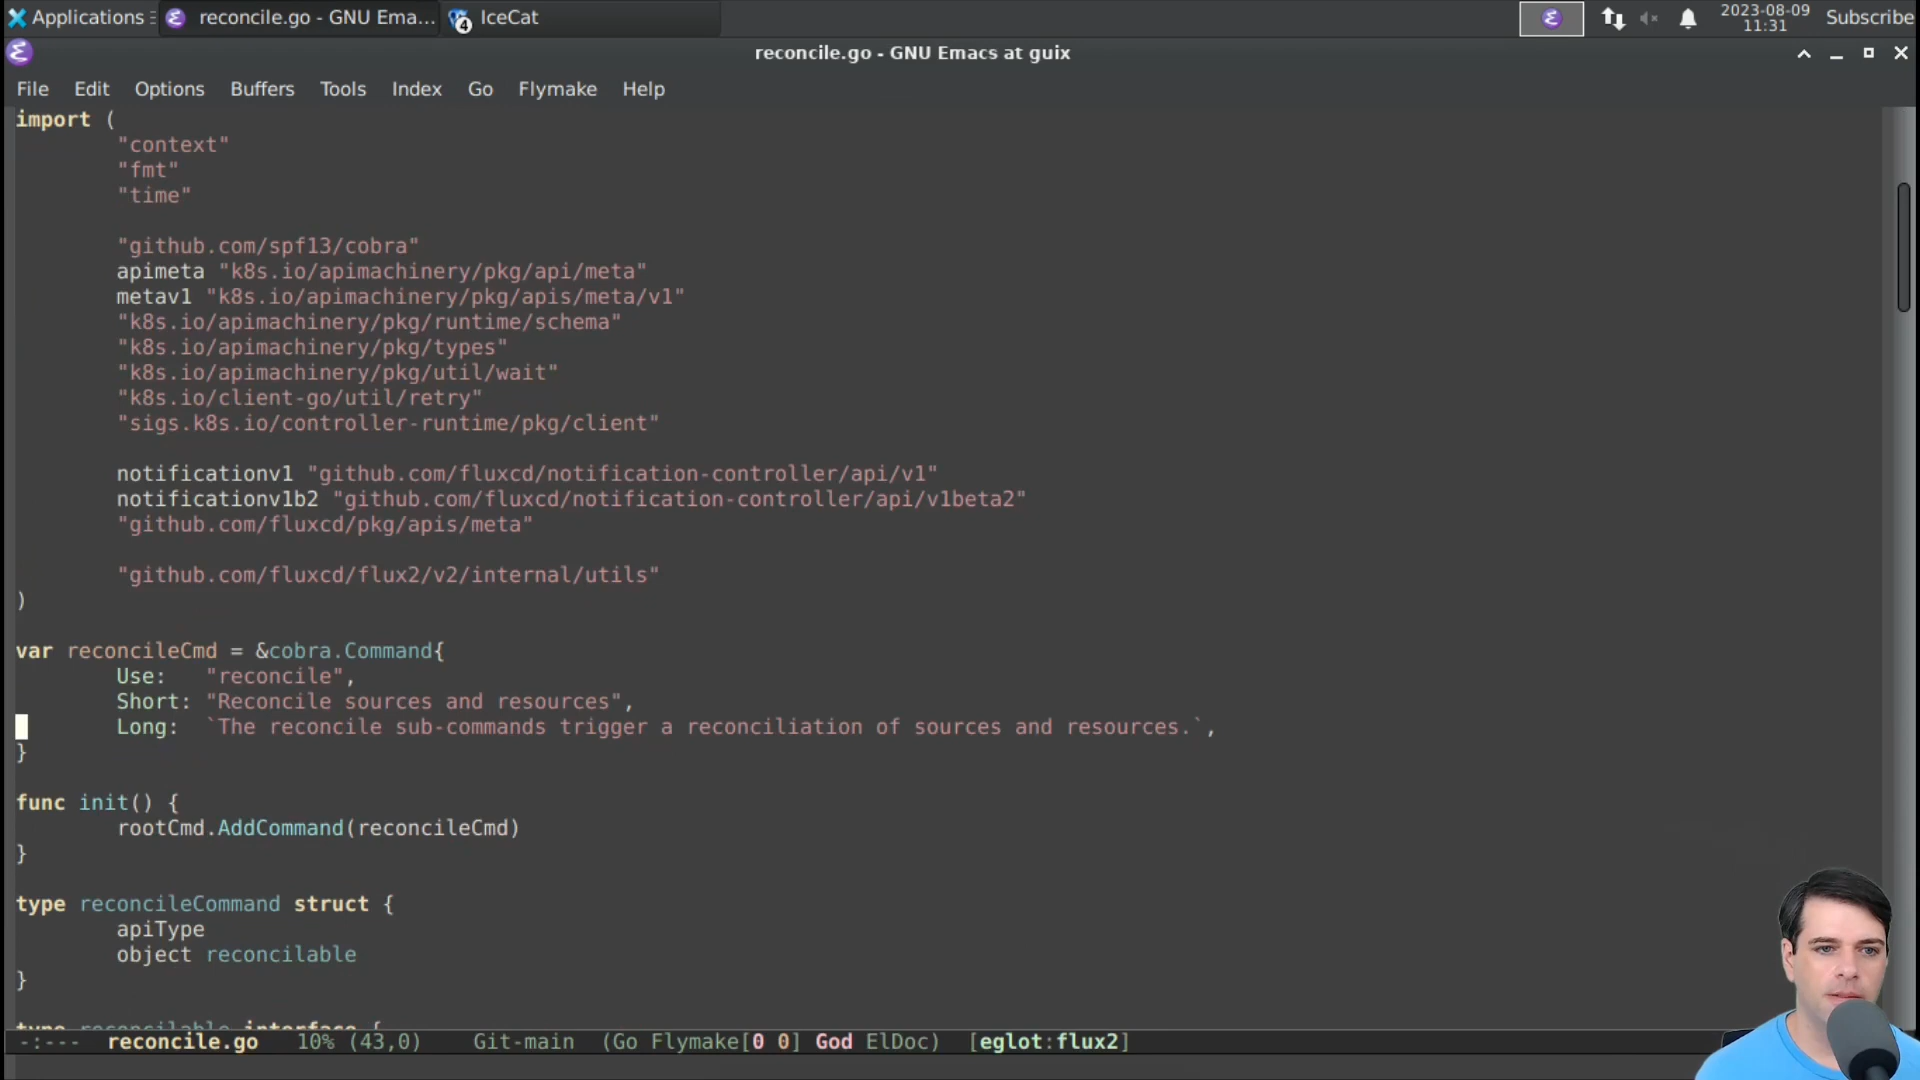 Applications
reconcile.go - GNU Ema...
4
IceCat
2023-08-09
11:31
Subscribe
reconcile.go - GNU Emacs at guix
File Edit Options Buffers Tools Index Go Flymake Help
import (
"context"
"fmt"
"time"
"github.com/spf13/cobra"
apimeta "k8s.io/apimachinery/pkg/api/meta"
metav1 "k8s.io/apimachinery/pkg/apis/meta/v1"
"k8s.io/apimachinery/pkg/runtime/schema"
"k8s.io/apimachinery/pkg/types"
"k8s.io/apimachinery/pkg/util/wait"
"k8s.io/client-go/util/retry"
"sigs.k8s.io/controller-runtime/pkg/client"
notificationv1 "github.com/fluxcd/notification-controller/api/v1"
notificationv1b2 "github.com/fluxcd/notification-controller/api/v1beta2"
"github.com/fluxcd/pkg/apis/meta"
"github.com/fluxcd/flux2/v2/internal/utils"
)
var reconcileCmd = &cobra.Command{
Use:   "reconcile",
Short: "Reconcile sources and resources",
Long:  `The reconcile sub-commands trigger a reconciliation of sources and resources.`,
}
func init() {
rootCmd.AddCommand(reconcileCmd)
}
type reconcileCommand struct {
apiType
object reconcilable
}
type reconcilable interface {
-:---  reconcile.go   10% (43,0)    Git-main   (Go Flymake[0 0] God ElDoc)  [eglot:flux2]